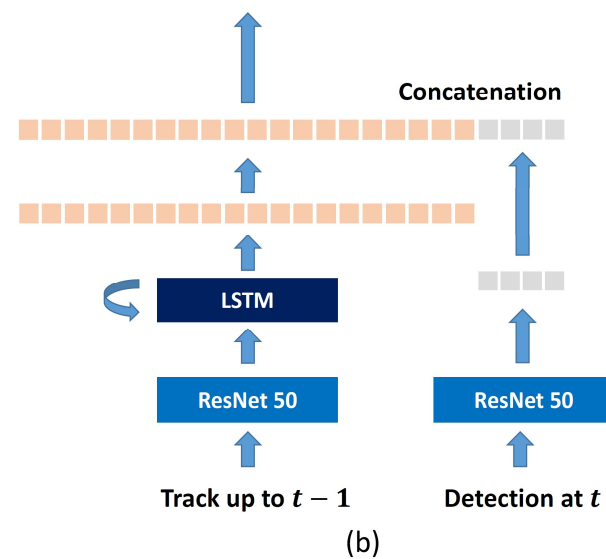 Concatenation
LSTM
ResNet 50
ResNet 50
Track up to t − 1
Detection at t
(b)